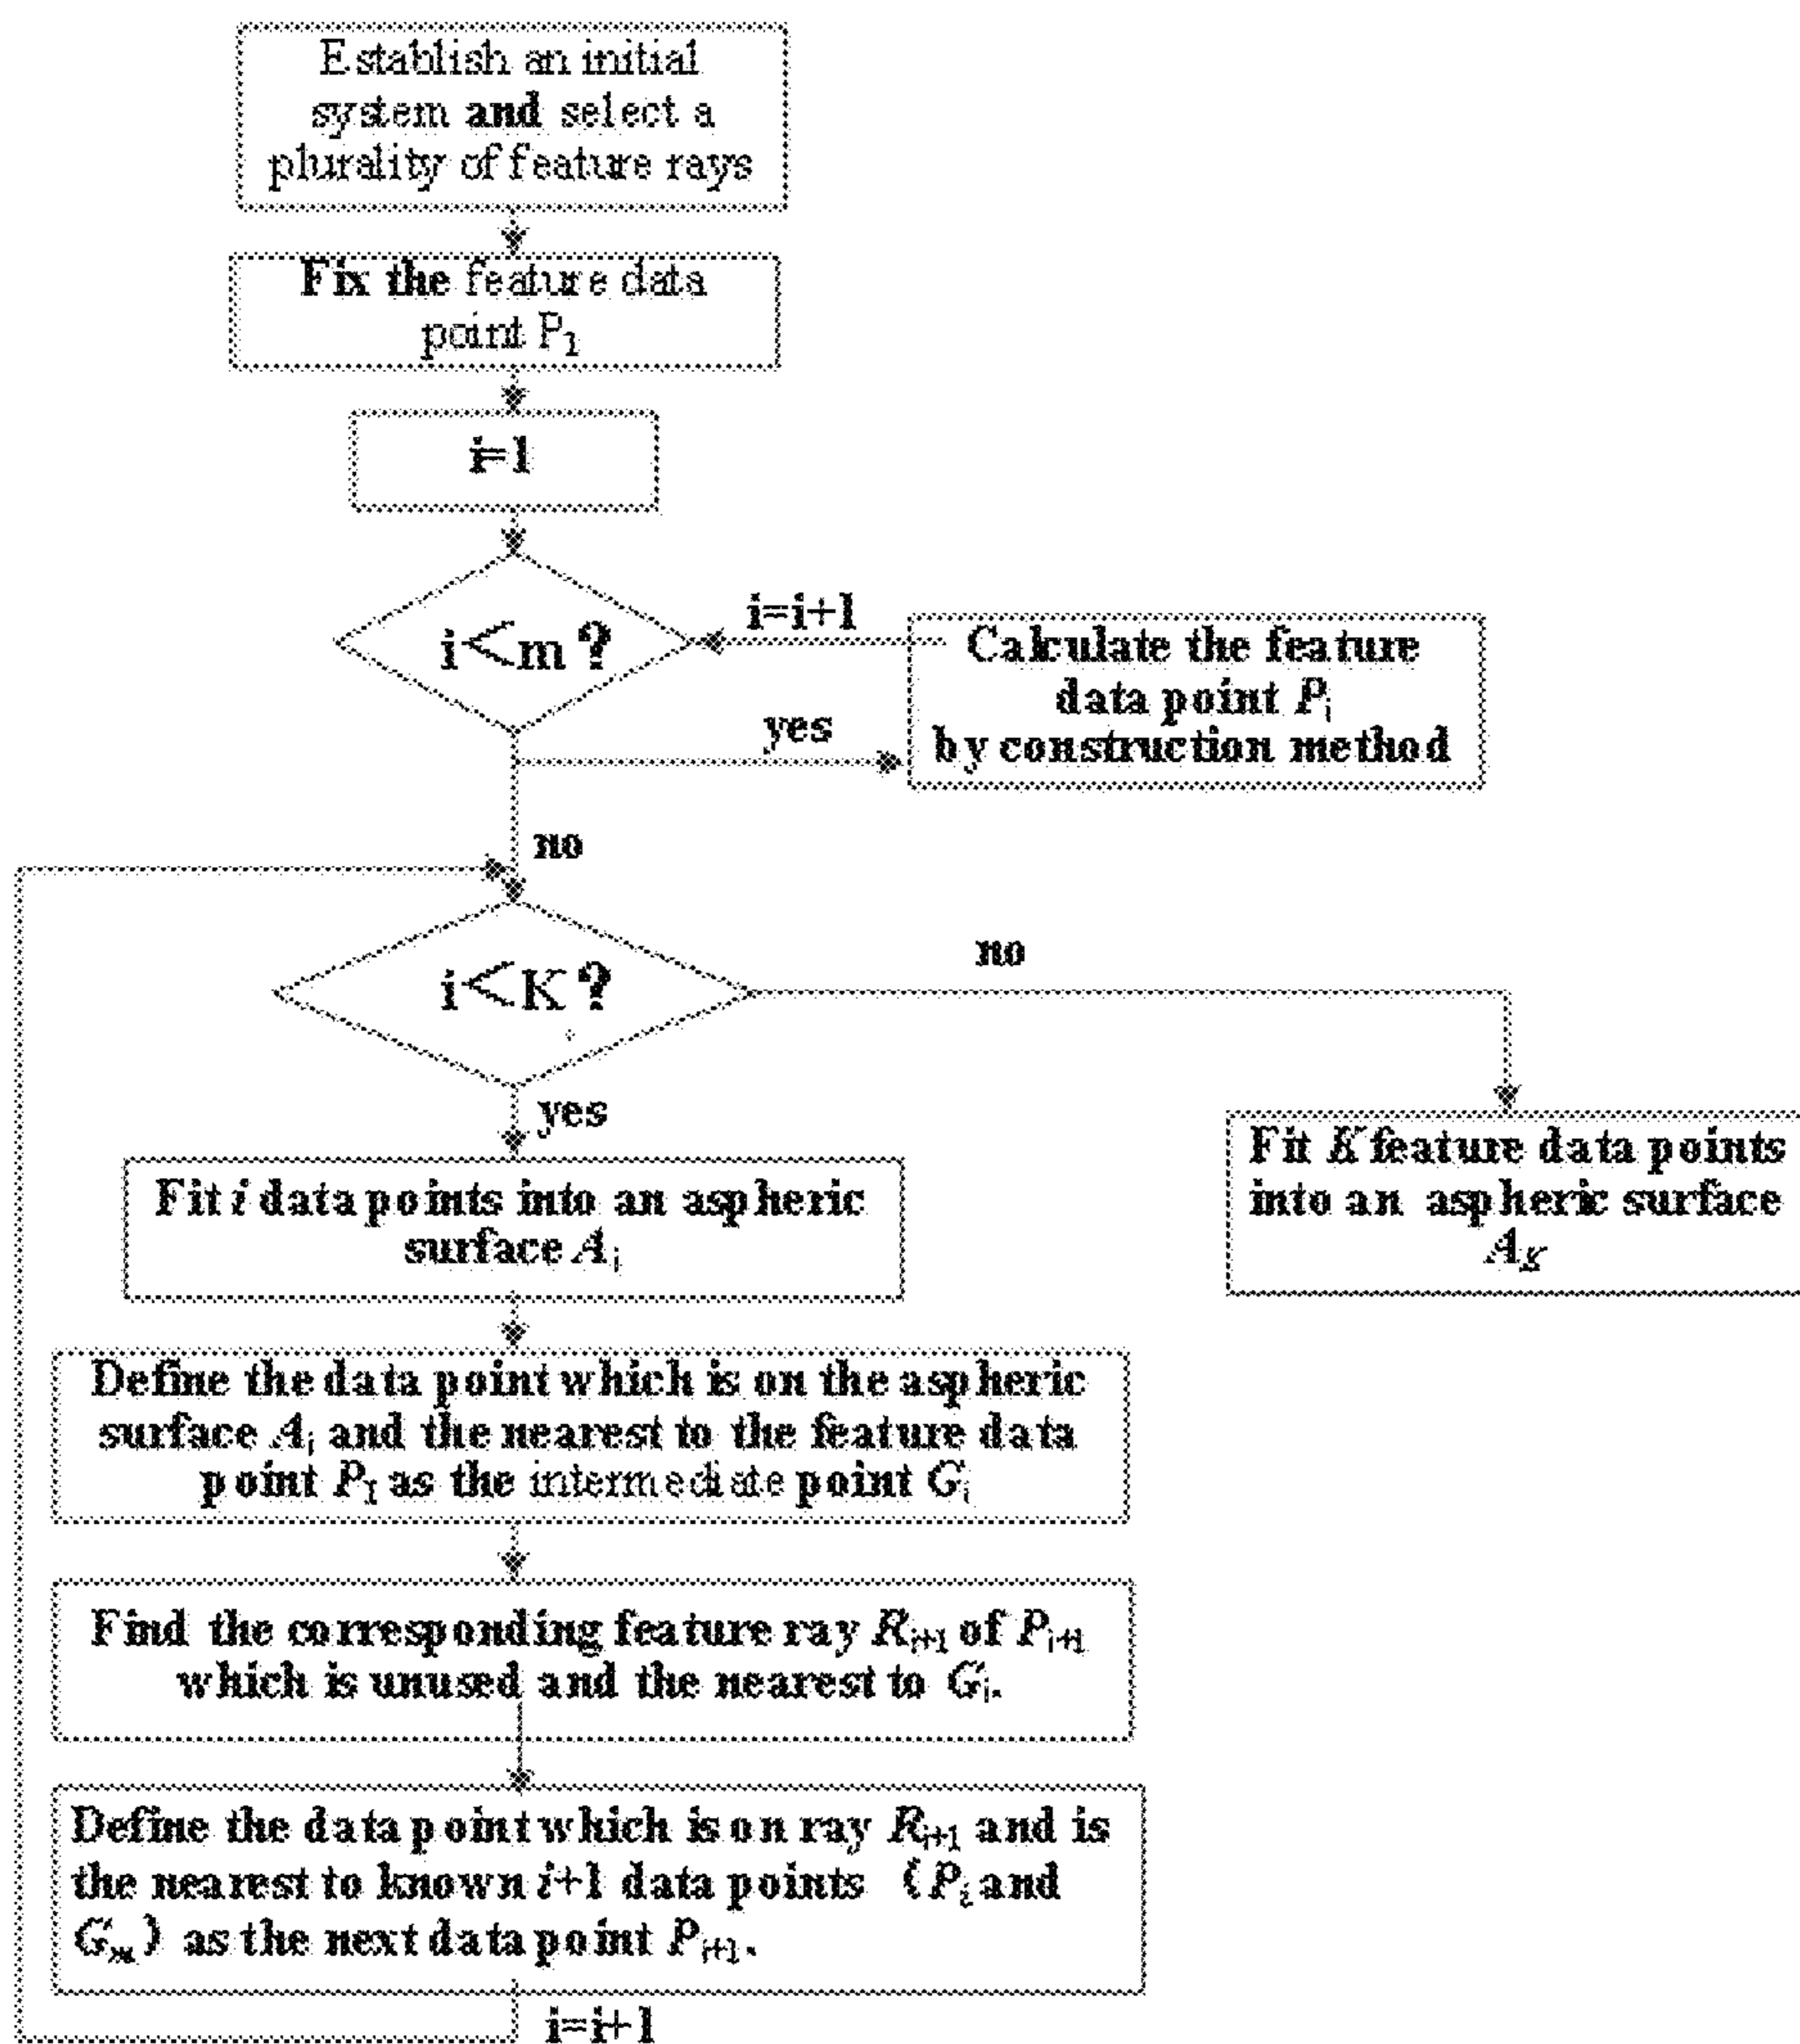 Establish an initial
system and select a
plurality of feature rays
Fix the feature data
point P₁
i=1
i<m?
i=i+1
Calculate the feature
data point Pᵢ
by construction method
yes
no
i<K?
no
yes
Fit i data points into an aspheric
surface Aᵢ
Fit K feature data points
into an aspheric surface
A_K
Define the data point which is on the aspheric
surface Aᵢ and the nearest to the feature data
point P₁ as the intermediate point Gᵢ
Find the corresponding feature ray Rᵢ₊₁ of Pᵢ₊₁
which is unused and the nearest to Gᵢ.
Define the data point which is on ray Rᵢ₊₁ and is
the nearest to known i+1 data points (Pᵢ and
) as the next data point Pᵢ₊₁.
i=i+1